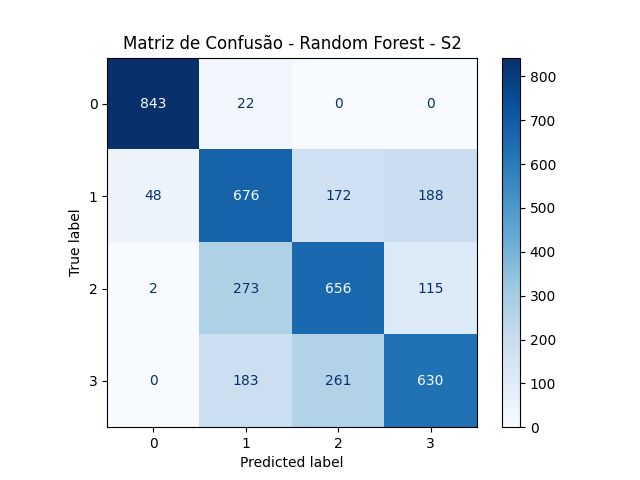 Matriz de Confusão - Random Forest - S2
0 843 22 0 0
1 48 676 172 188
2 2 273 656 115
3 0 183 261 630
0 1 2 3
Predicted label
True label
800
700
600
500
400
300
200
100
0